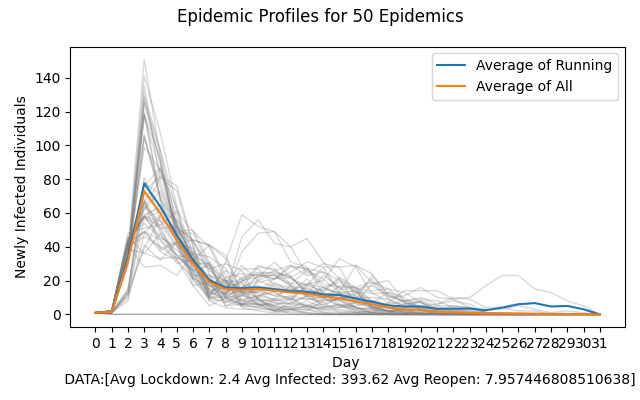 Epidemic Profiles for 50 Epidemics
Newly Infected Individuals
140
120
100
80
60
40
20
0
Average of Running
Average of All
0 1 2 3 4 5 6 7 8 9 10 11 12 13 14 15 16 17 18 19 20 21 22 23 24 25 26 27 28 29 30 31
Day
DATA:[Avg Lockdown: 2.4 Avg Infected: 393.62 Avg Reopen: 7.957446808510638]